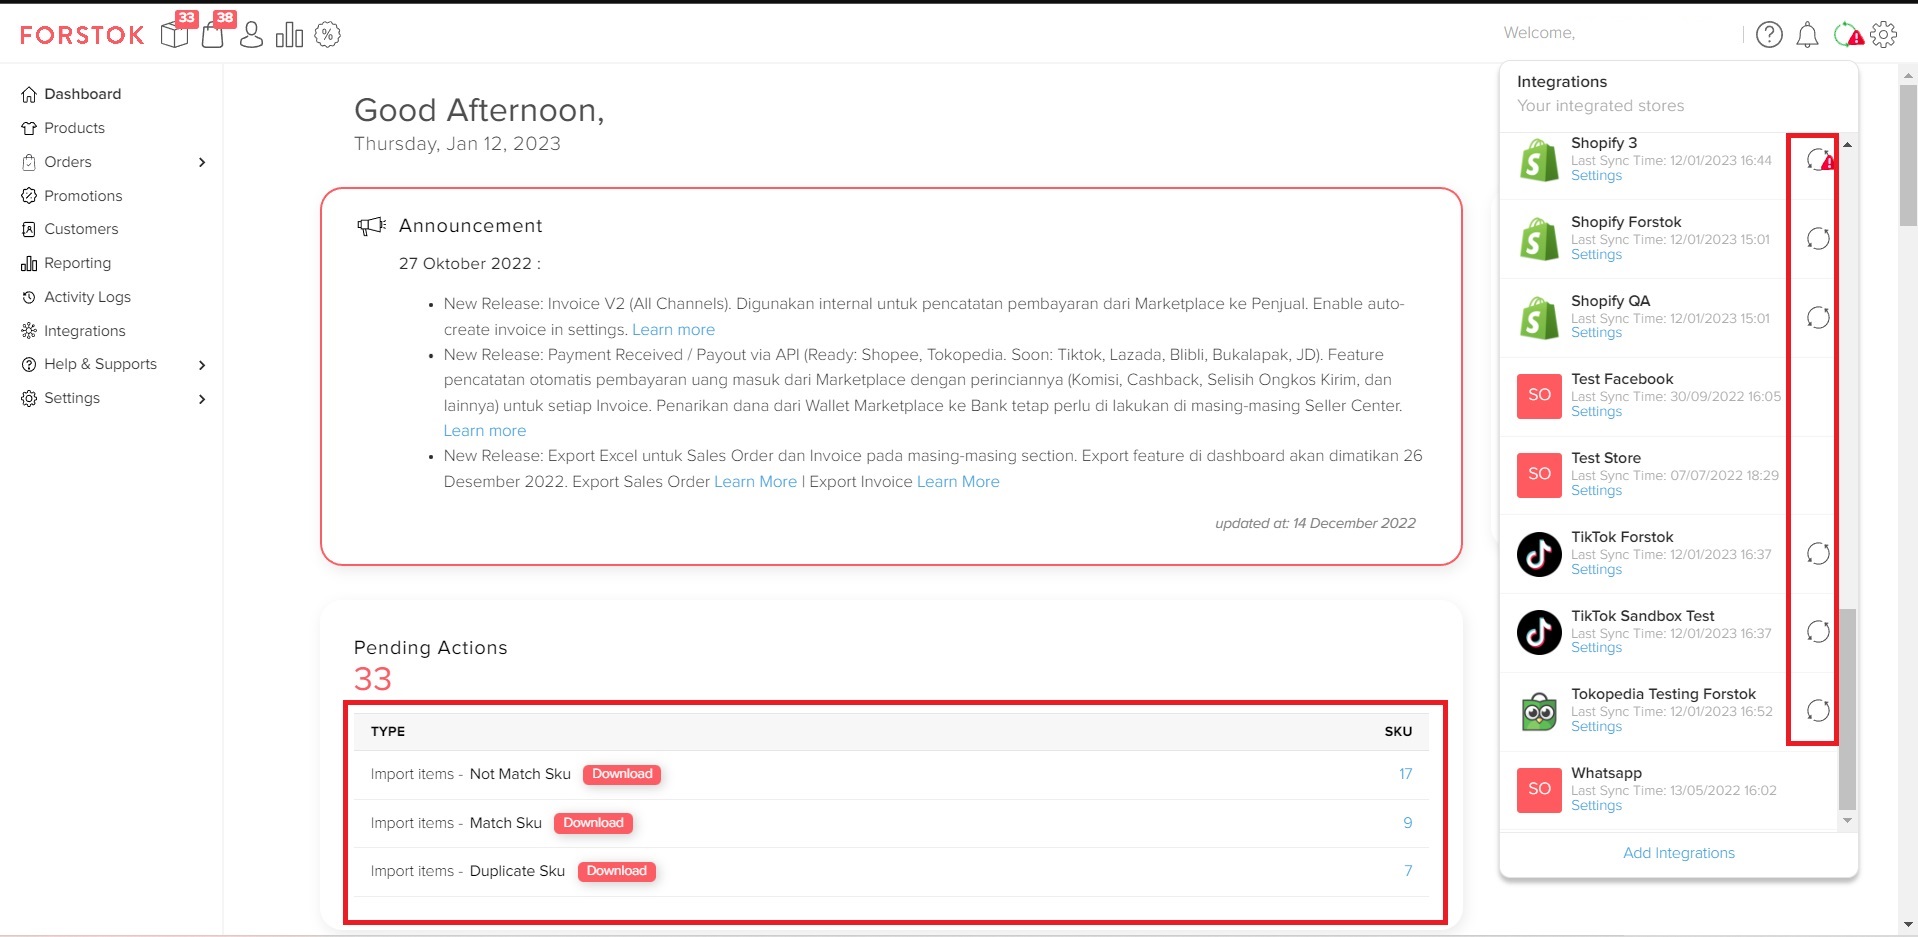 FORSTOK
33
38
%
Welcome,
Dashboard
Products
Orders
Promotions
Customers
Reporting
Activity Logs
Integrations
Help & Supports
Settings
Good Afternoon,
Thursday, Jan 12, 2023
Announcement
27 Oktober 2022 :
New Release: Invoice V2 (All Channels). Digunakan internal untuk pencatatan pembayaran dari Marketplace ke Penjual. Enable auto-
create invoice in settings. Learn more
New Release: Payment Received / Payout via API (Ready: Shopee, Tokopedia. Soon: Tiktok, Lazada, Blibli, Bukalapak, JD). Feature
pencatatan otomatis pembayaran uang masuk dari Marketplace dengan perinciannya (Komisi, Cashback, Selisih Ongkos Kirim, dan
lainnya) untuk setiap Invoice. Penarikan dana dari Wallet Marketplace ke Bank tetap perlu di lakukan di masing-masing Seller Center.
Learn more
New Release: Export Excel untuk Sales Order dan Invoice pada masing-masing section. Export feature di dashboard akan dimatikan 26
Desember 2022. Export Sales Order Learn More | Export Invoice Learn More
updated at: 14 December 2022
Pending Actions
33
TYPE SKU
Import items - Not Match Sku Download 17
Import items - Match Sku Download 9
Import items - Duplicate Sku Download 7
Integrations
Your integrated stores
Shopify 3
Last Sync Time: 12/01/2023 16:44
Settings
Shopify Forstok
Last Sync Time: 12/01/2023 15:01
Settings
Shopify QA
Last Sync Time: 12/01/2023 15:01
Settings
SO
Test Facebook
Last Sync Time: 30/09/2022 16:05
Settings
SO
Test Store
Last Sync Time: 07/07/2022 18:29
Settings
TikTok Forstok
Last Sync Time: 12/01/2023 16:37
Settings
TikTok Sandbox Test
Last Sync Time: 12/01/2023 16:37
Settings
Tokopedia Testing Forstok
Last Sync Time: 12/01/2023 16:52
Settings
SO
Whatsapp
Last Sync Time: 13/05/2022 16:02
Settings
Add Integrations